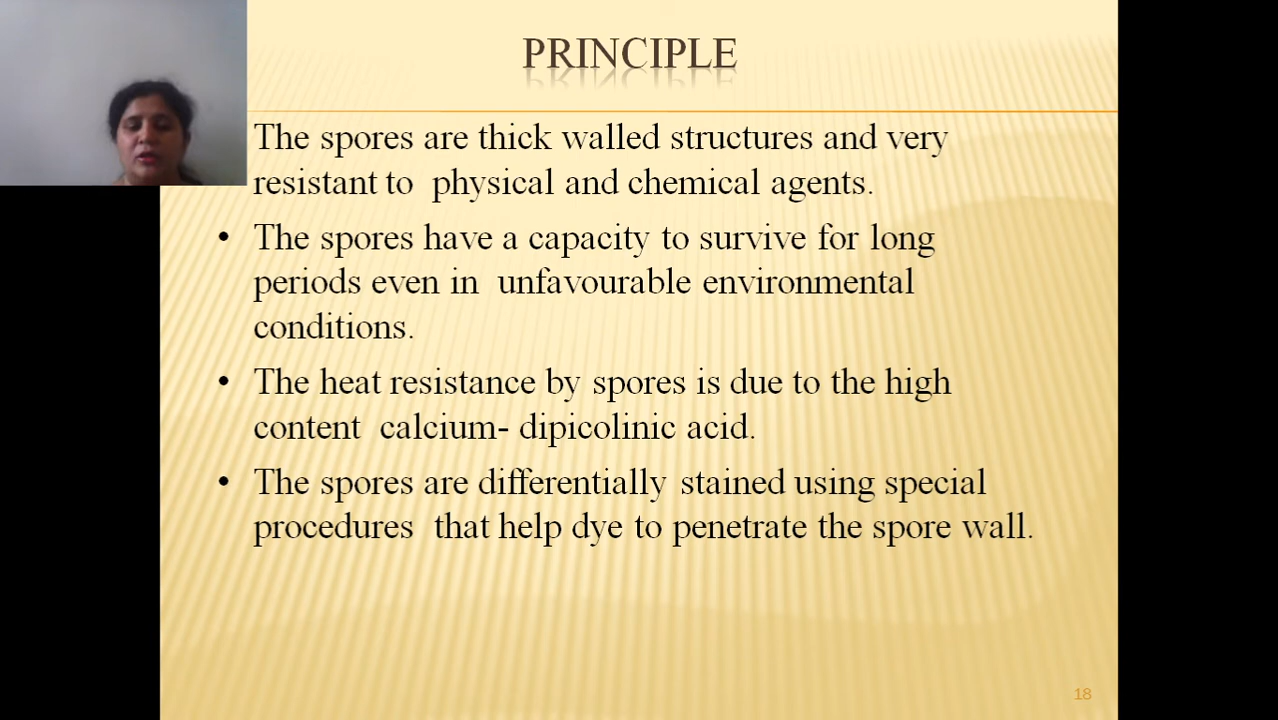 PRINCIPLE
The spores are thick walled structures and very
resistant to physical and chemical agents.
• The spores have a capacity to survive for long
periods even in unfavourable environmental
conditions.
• The heat resistance by spores is due to the high
content calcium- dipicolinic acid.
• The spores are differentially stained using special
procedures that help dye to penetrate the spore wall.
18